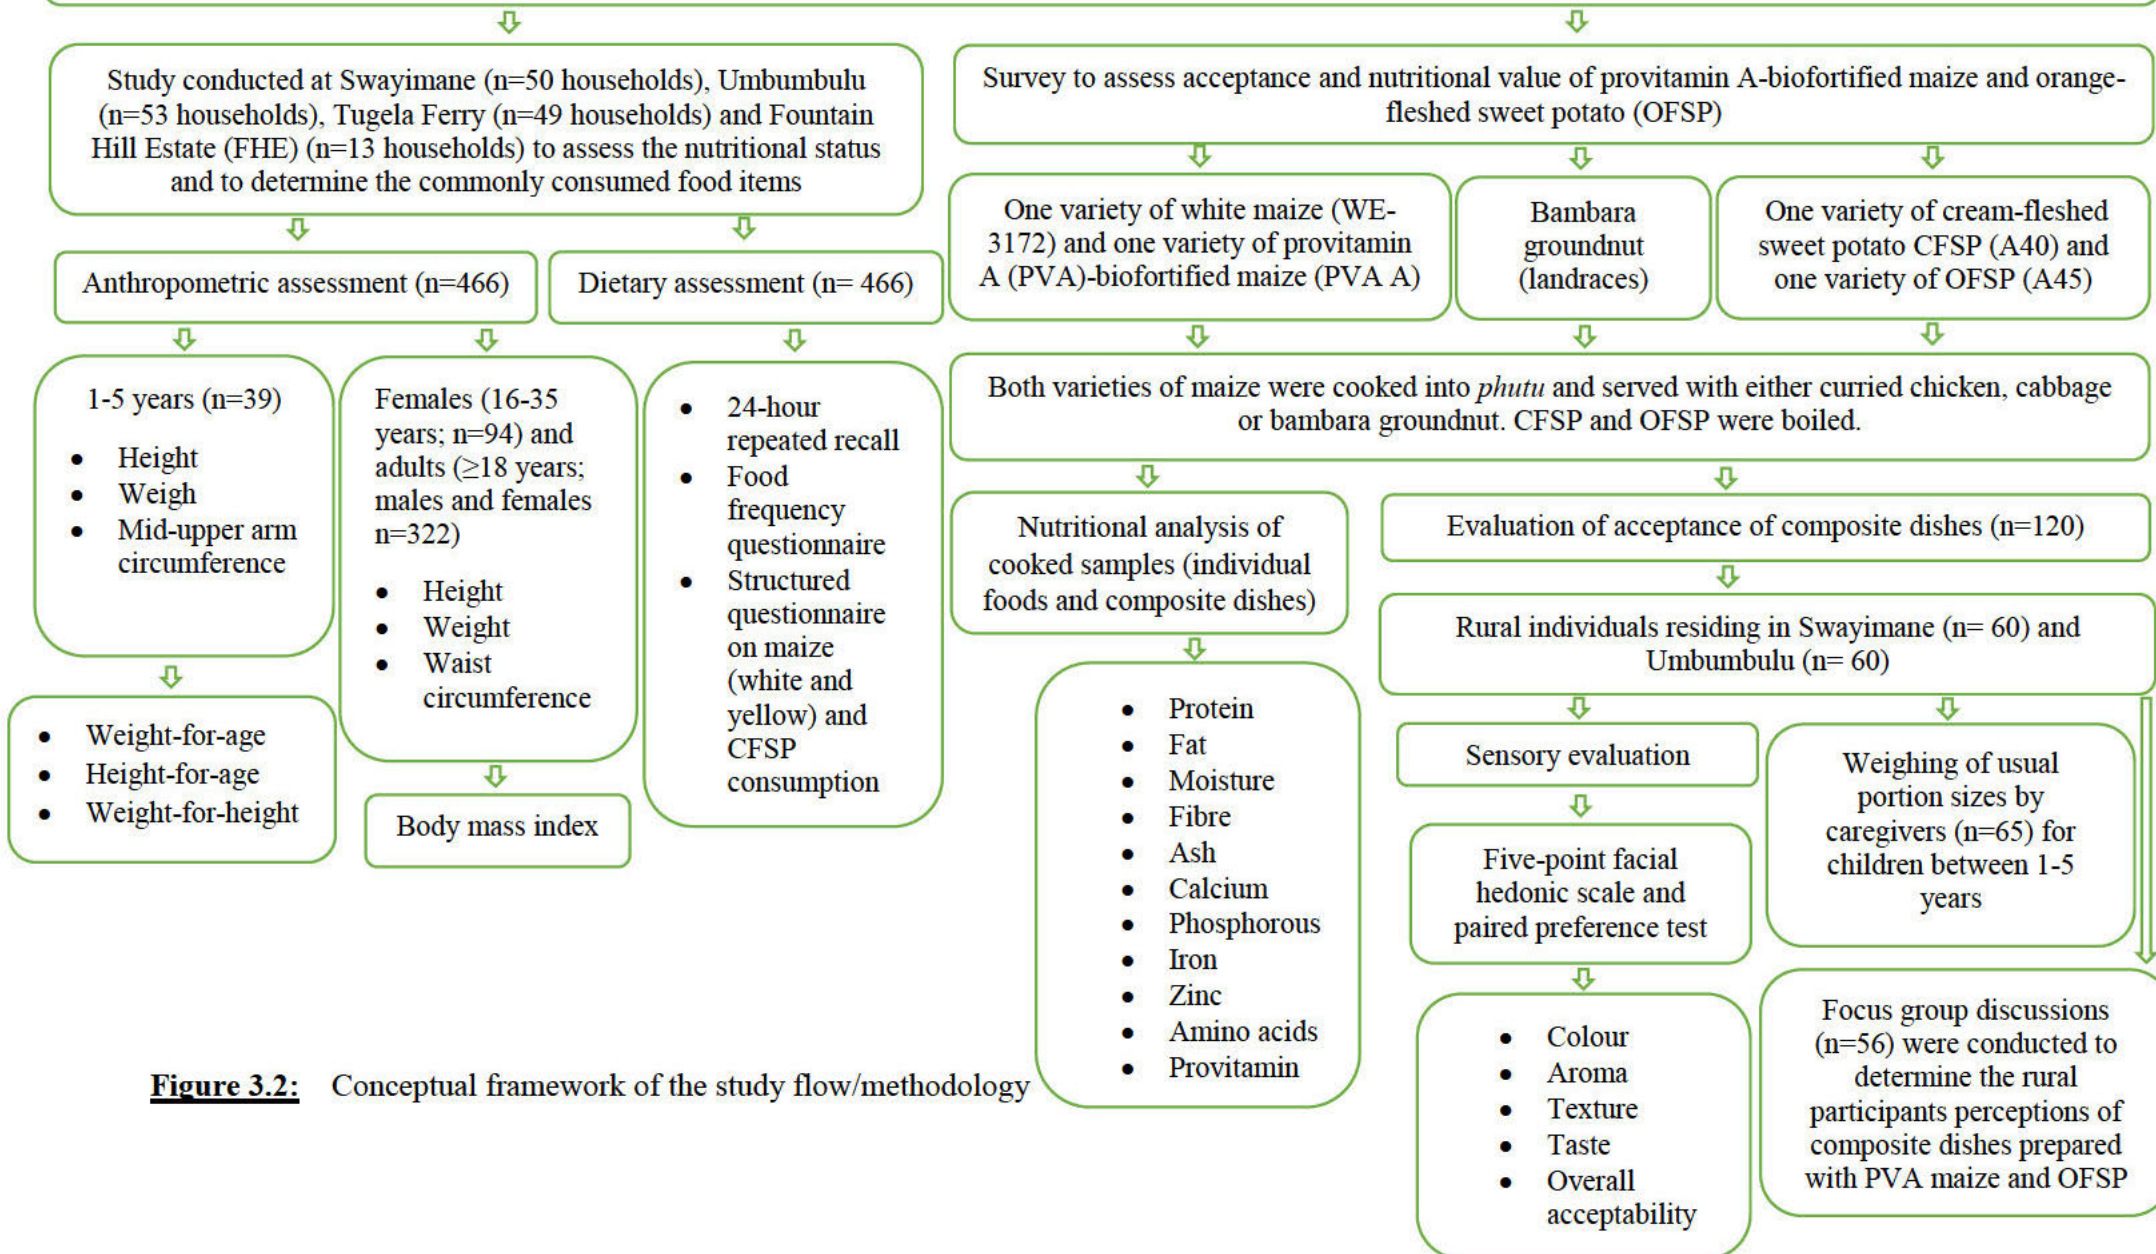 Study conducted at Swayimane (n=50 households), Umbumbulu
(n=53 households), Tugela Ferry (n=49 households) and Fountain
Hill Estate (FHE) (n=13 households) to assess the nutritional status
and to determine the commonly consumed food items
Survey to assess acceptance and nutritional value of provitamin A-biofortified maize and orange-
fleshed sweet potato (OFSP)
One variety of white maize (WE-
3172) and one variety of provitamin
A (PVA)-biofortified maize (PVA A)
Bambara
groundnut
(landraces)
One variety of cream-fleshed
sweet potato CFSP (A40) and
one variety of OFSP (A45)
Anthropometric assessment (n=466)
Dietary assessment (n= 466)
1-5 years (n=39)
• Height
• Weigh
• Mid-upper arm
circumference
Females (16-35
years; n=94) and
adults (≥18 years;
males and females
n=322)
• Height
• Weight
• Waist
circumference
• 24-hour
repeated recall
• Food
frequency
questionnaire
• Structured
questionnaire
on maize
(white and
yellow) and
CFSP
consumption
Both varieties of maize were cooked into phutu and served with either curried chicken, cabbage
or bambara groundnut. CFSP and OFSP were boiled.
Nutritional analysis of
cooked samples (individual
foods and composite dishes)
Evaluation of acceptance of composite dishes (n=120)
Rural individuals residing in Swayimane (n= 60) and
Umbumbulu (n= 60)
• Weight-for-age
• Height-for-age
• Weight-for-height
Body mass index
• Protein
• Fat
• Moisture
• Fibre
• Ash
• Calcium
• Phosphorous
• Iron
• Zinc
• Amino acids
• Provitamin
Sensory evaluation
Weighing of usual
portion sizes by
caregivers (n=65) for
children between 1-5
years
Five-point facial
hedonic scale and
paired preference test
• Colour
• Aroma
• Texture
• Taste
• Overall
acceptability
Focus group discussions
(n=56) were conducted to
determine the rural
participants perceptions of
composite dishes prepared
with PVA maize and OFSP
Figure 3.2: Conceptual framework of the study flow/methodology